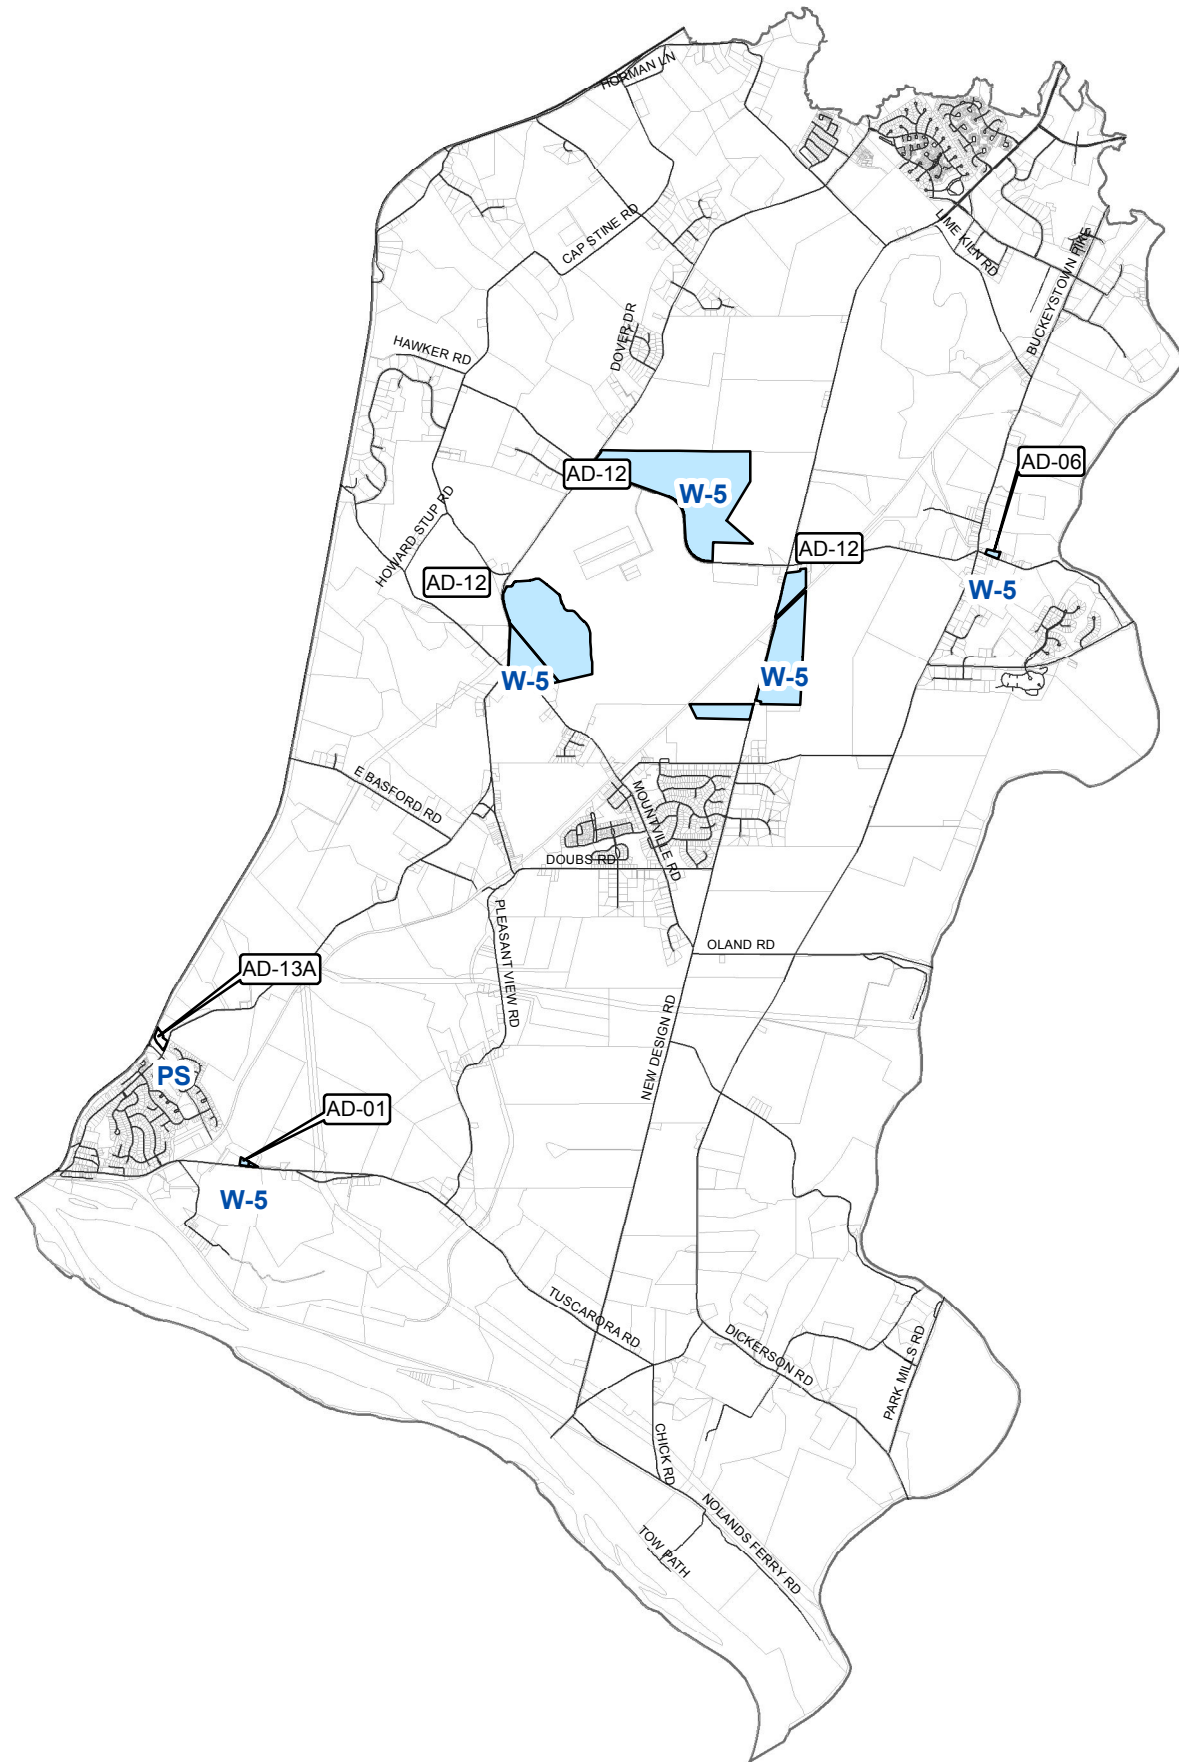 HORMAN LN
CAP STINE RD
LIME KILN RD
BUCKEYSTOWN PIKE
DOVER DR
HAWKER RD
AD-12
W-5
AD-06
HOWARD STUP RD
AD-12
AD-12
W-5
W-5
W-5
E BASFORD RD
MOUNTVILLE RD
DOUBS RD
PLEASANT VIEW RD
OLAND RD
AD-13A
NEW DESIGN RD
PS
AD-01
W-5
TUSCARORA RD
DICKERSON RD
PARK MILLS RD
CHICK RD
NOLANDS FERRY RD
TOW PATH